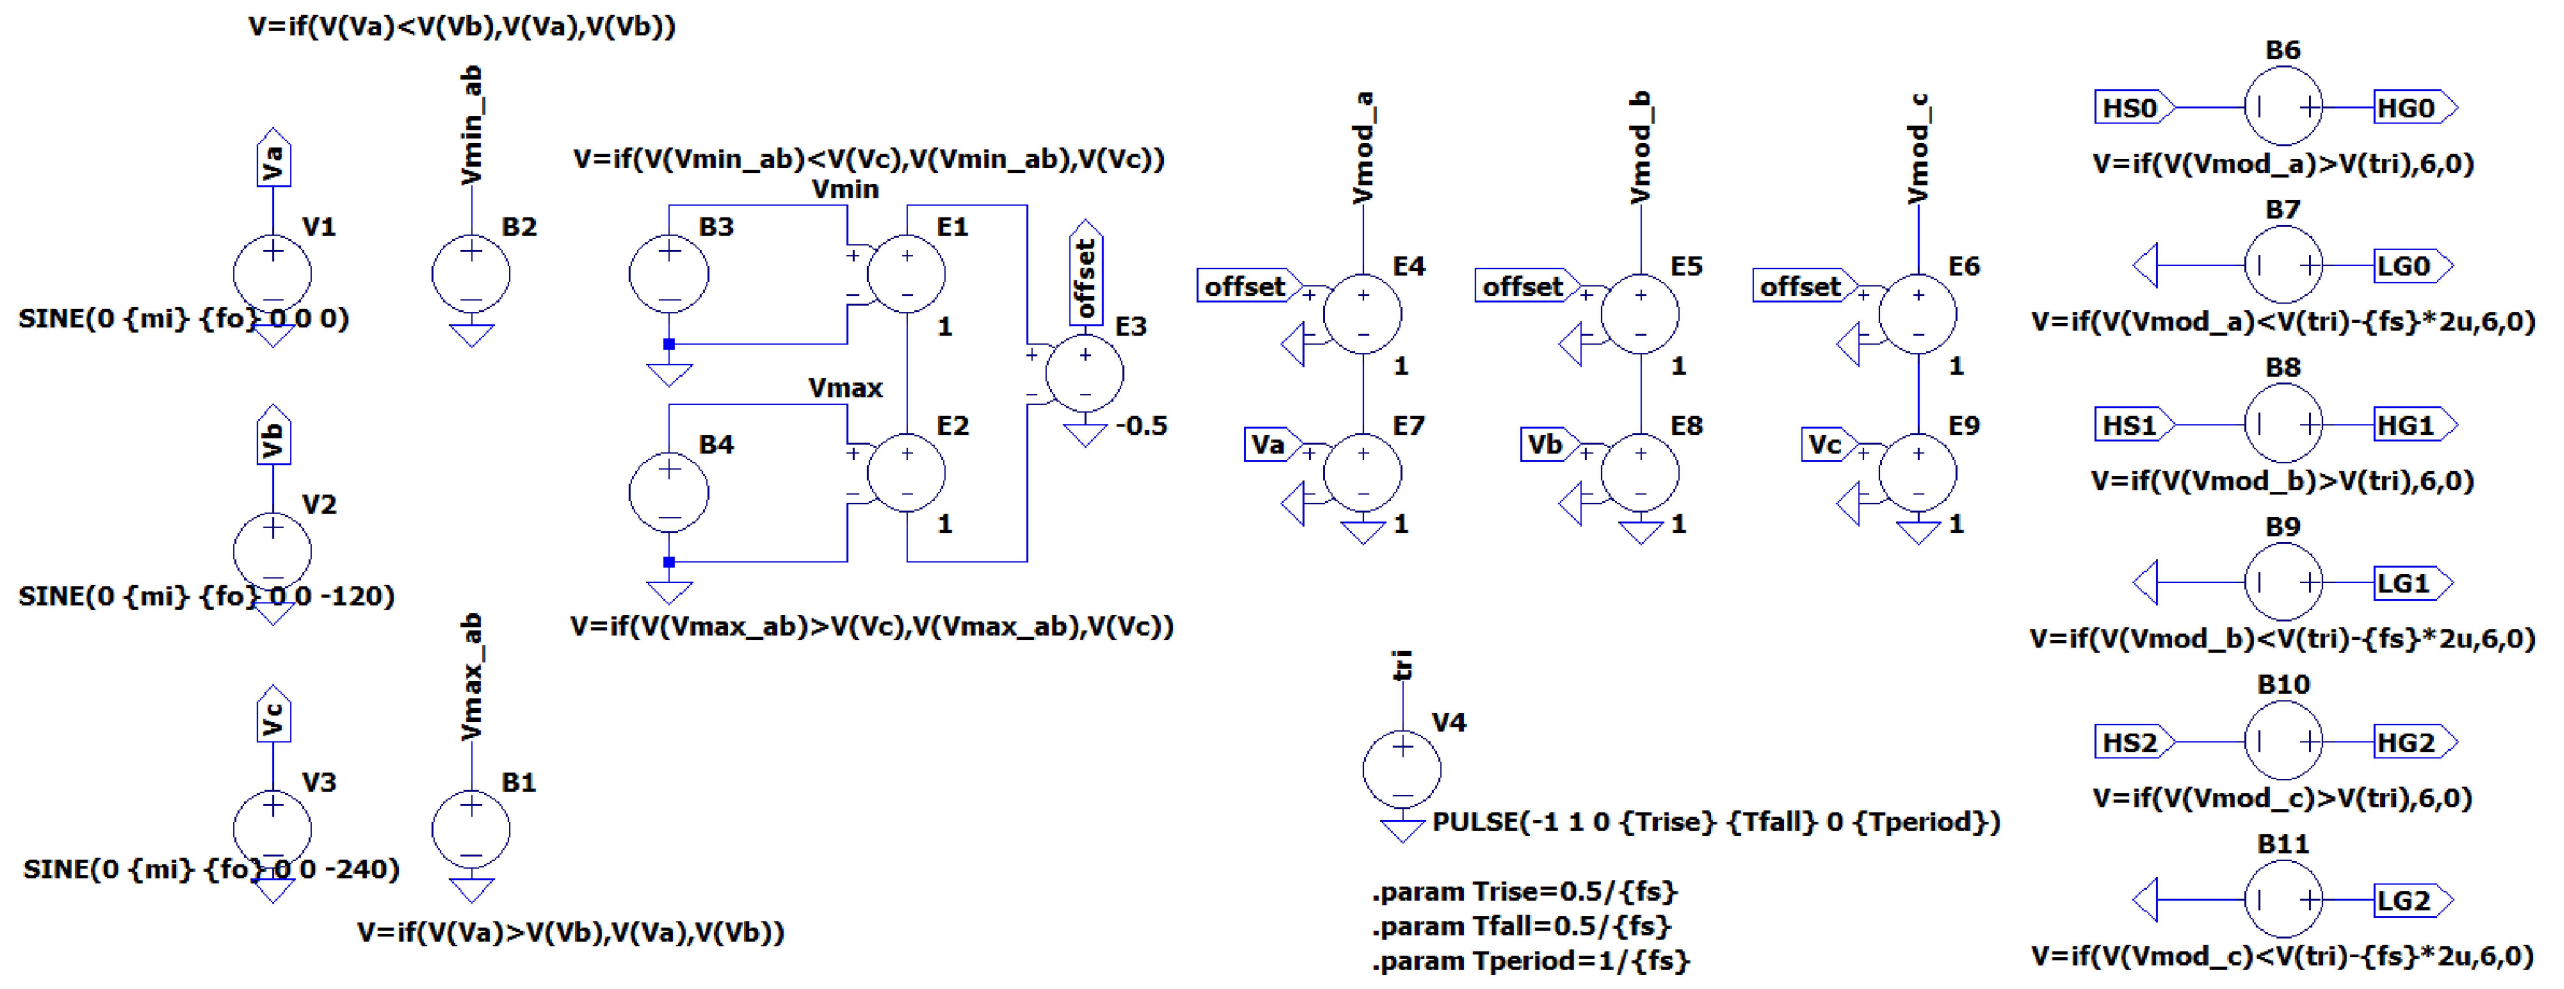 V=if(V(Va)<V(Vb),V(Va),V(Vb))
Va
V1
SINE(0 {mi} {fo} 0 0 0)
Vmin_ab
B2
Vb
V2
SINE(0 {mi} {fo} 0 0 -120)
Vc
V3
SINE(0 {mi} {fo} 0 0 -240)
Vmax_ab
B1
V=if(V(Va)>V(Vb),V(Va),V(Vb))
V=if(V(Vmin_ab)<V(Vc),V(Vmin_ab),V(Vc))
Vmin
B3
E1
1
Vmax
B4
E2
1
V=if(V(Vmax_ab)>V(Vc),V(Vmax_ab),V(Vc))
offset
E3
-0.5
Vmod_a
offset
E4
1
Va
E7
1
Vmod_b
offset
E5
1
Vb
E8
1
Vmod_c
offset
E6
1
Vc
E9
1
tri
V4
PULSE(-1 1 0 {Trise} {Tfall} 0 {Tperiod})
.param Trise=0.5/{fs}
.param Tfall=0.5/{fs}
.param Tperiod=1/{fs}
B6
HS0
HG0
V=if(V(Vmod_a)>V(tri),6,0)
B7
LG0
V=if(V(Vmod_a)<V(tri)-{fs}*2u,6,0)
B8
HS1
HG1
V=if(V(Vmod_b)>V(tri),6,0)
B9
LG1
V=if(V(Vmod_b)<V(tri)-{fs}*2u,6,0)
B10
HS2
HG2
V=if(V(Vmod_c)>V(tri),6,0)
B11
LG2
V=if(V(Vmod_c)<V(tri)-{fs}*2u,6,0)